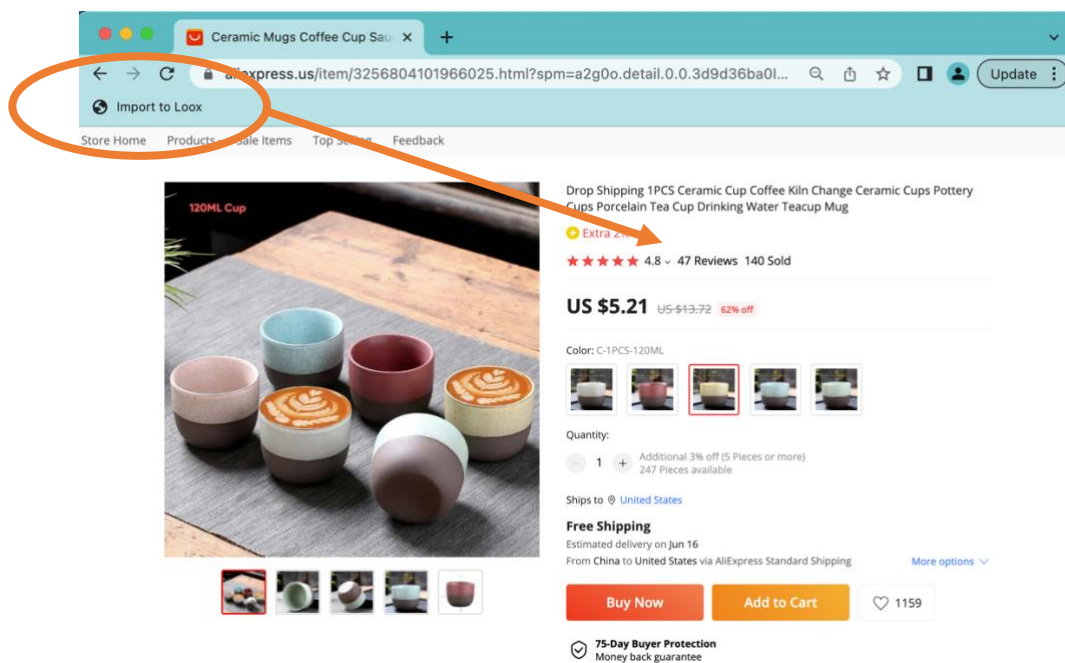 Ceramic Mugs Coffee Cup Sau
aliexpress.us/item/3256804101966025.html?spm=a2g0o.detail.0.0.3d9d36ba0l...
Update
Import to Loox
Store Home Products Sale Items Top Selling Feedback
120ML Cup
Drop Shipping 1PCS Ceramic Cup Coffee Kiln Change Ceramic Cups Pottery
Cups Porcelain Tea Cup Drinking Water Teacup Mug
Extra 2%
4.8 47 Reviews 140 Sold
US $5.21 US $13.72 62% off
Color: C-1PCS-120ML
Quantity:
− 1 +
Additional 3% off (5 Pieces or more)
247 Pieces available
Ships to United States
Free Shipping
Estimated delivery on Jun 16
From China to United States via AliExpress Standard Shipping
More options
Buy Now
Add to Cart
1159
75-Day Buyer Protection
Money back guarantee